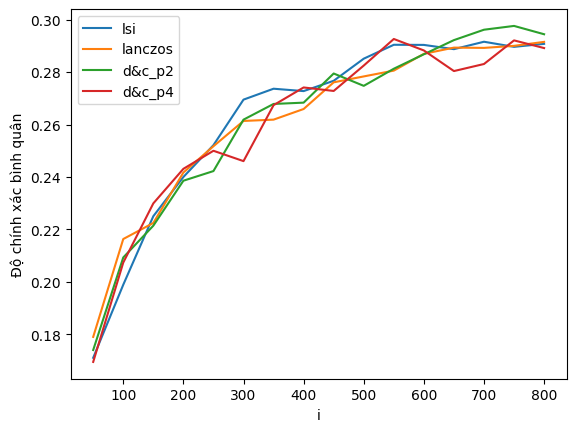 0.30
0.28
0.26
0.24
0.22
0.20
0.18
Độ chính xác bình quân
lsi
lanczos
d&c_p2
d&c_p4
100 200 300 400 500 600 700 800
i